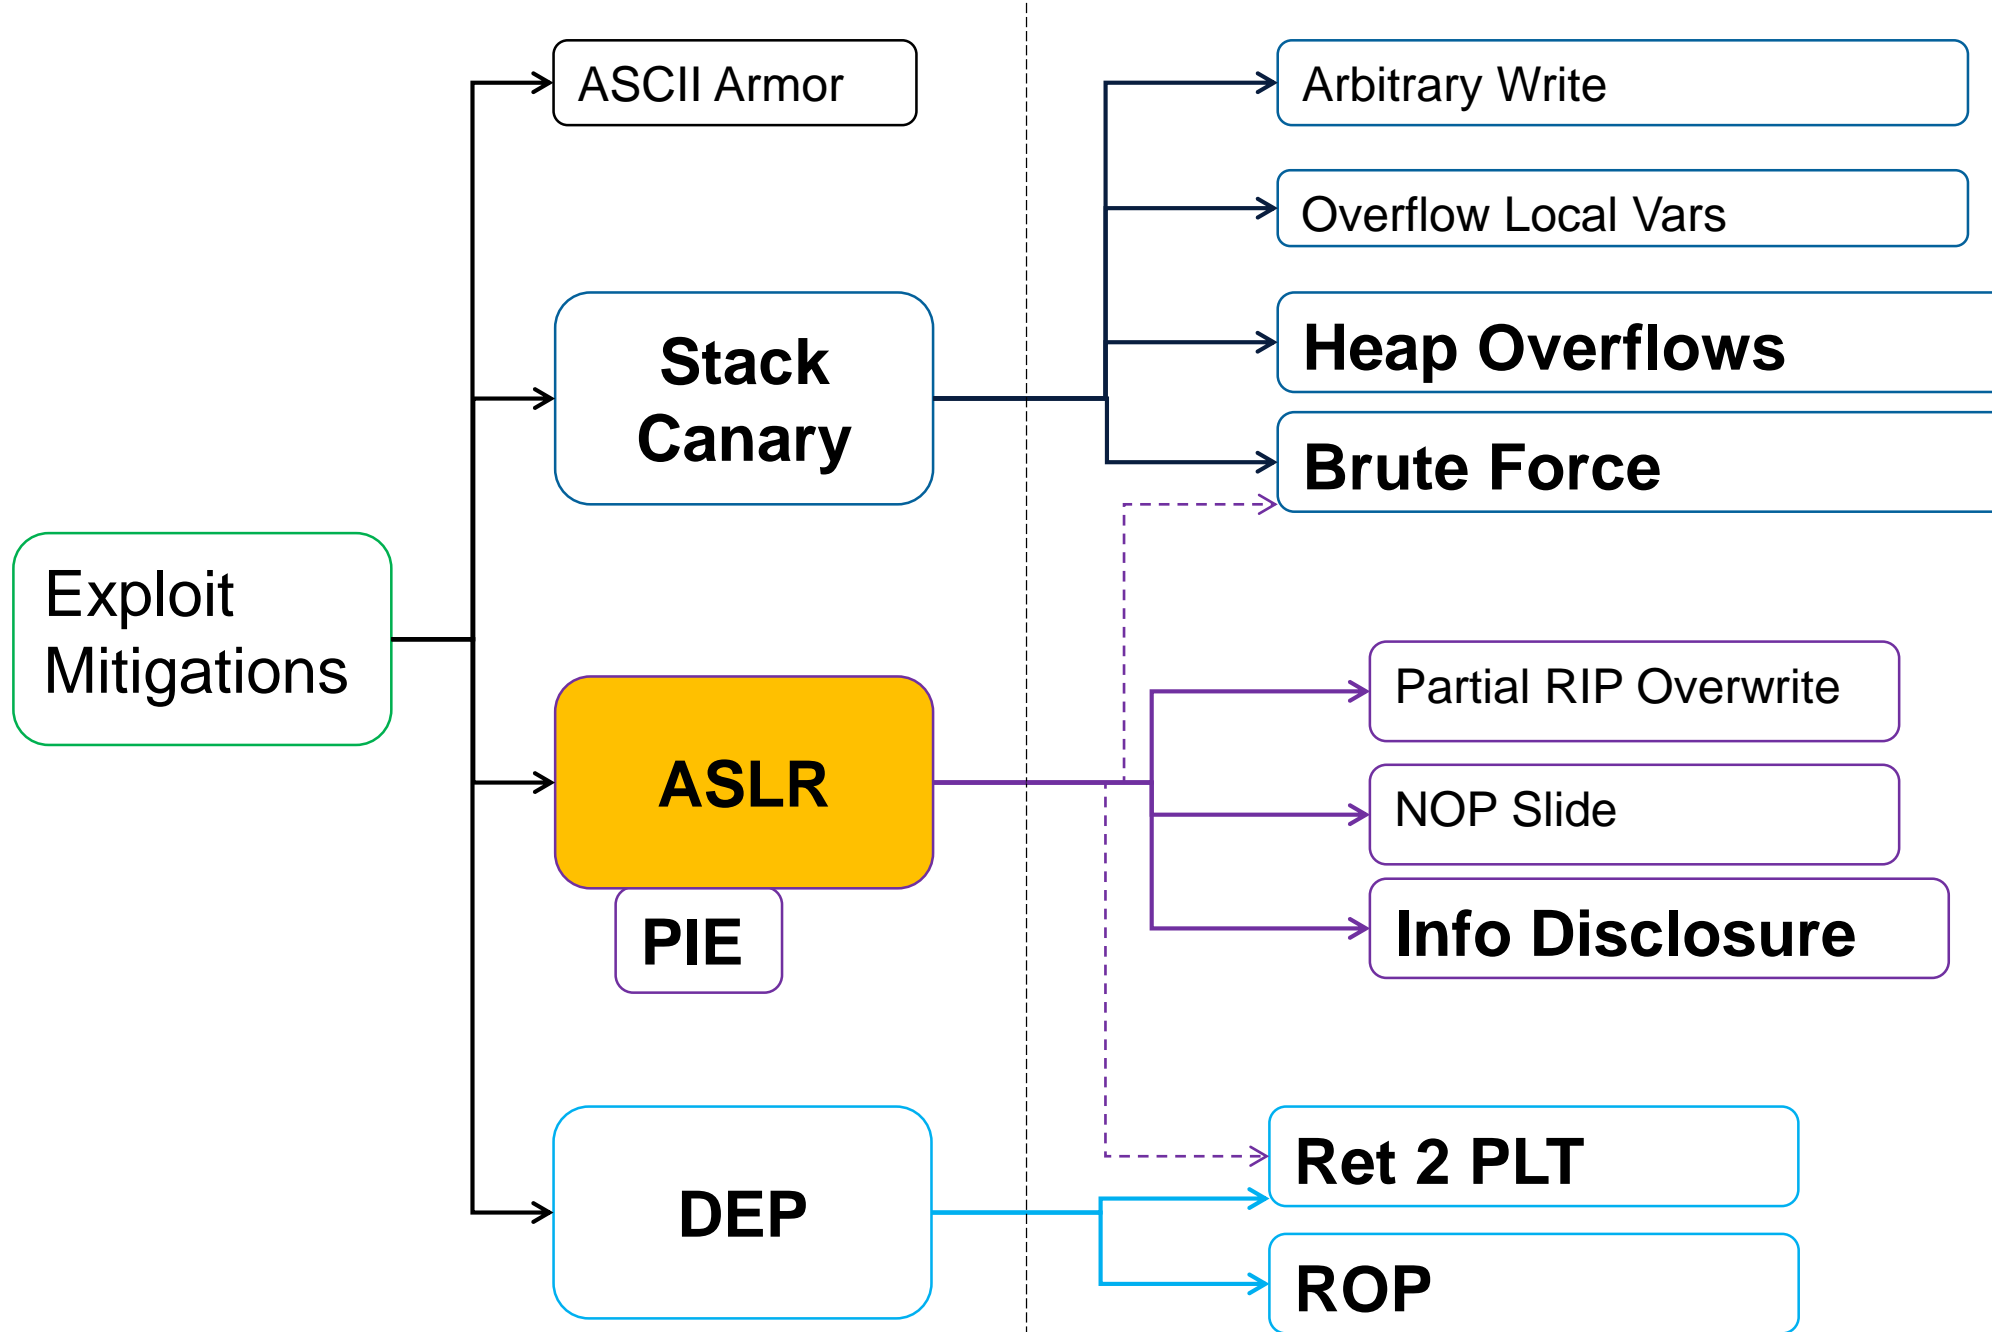 ASCII Armor
Arbitrary Write
Overflow Local Vars
Stack
Canary
Heap Overflows
Brute Force
Exploit
Mitigations
ASLR
PIE
Partial RIP Overwrite
NOP Slide
Info Disclosure
DEP
Ret 2 PLT
ROP